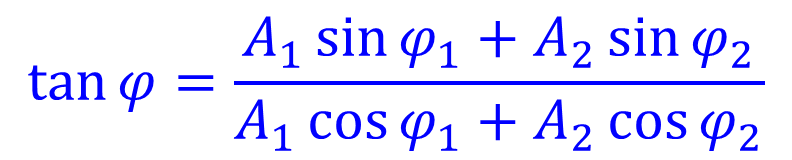 tan φ = (A₁ sin φ₁ + A₂ sin φ₂) / (A₁ cos φ₁ + A₂ cos φ₂)